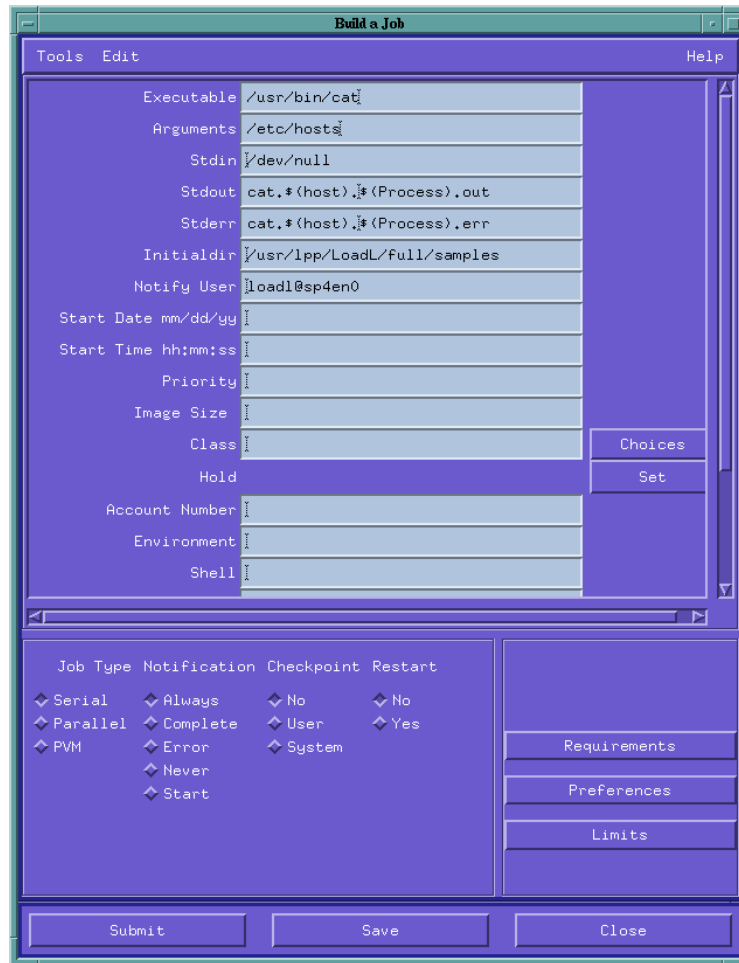 Build a Job
Tools Edit Help
Executable /usr/bin/cat
Arguments /etc/hosts
Stdin /dev/null
Stdout cat.$(host).$(Process).out
Stderr cat.$(host).$(Process).err
Initialdir /usr/lpp/LoadL/full/samples
Notify User loadl@sp4en0
Start Date mm/dd/yy
Start Time hh:mm:ss
Priority
Image Size
Class Choices
Hold Set
Account Number
Environment
Shell
Job Type Notification Checkpoint Restart
Serial Always No No
Parallel Complete User Yes
PVM Error System
Never
Start
Requirements
Preferences
Limits
Submit Save Close